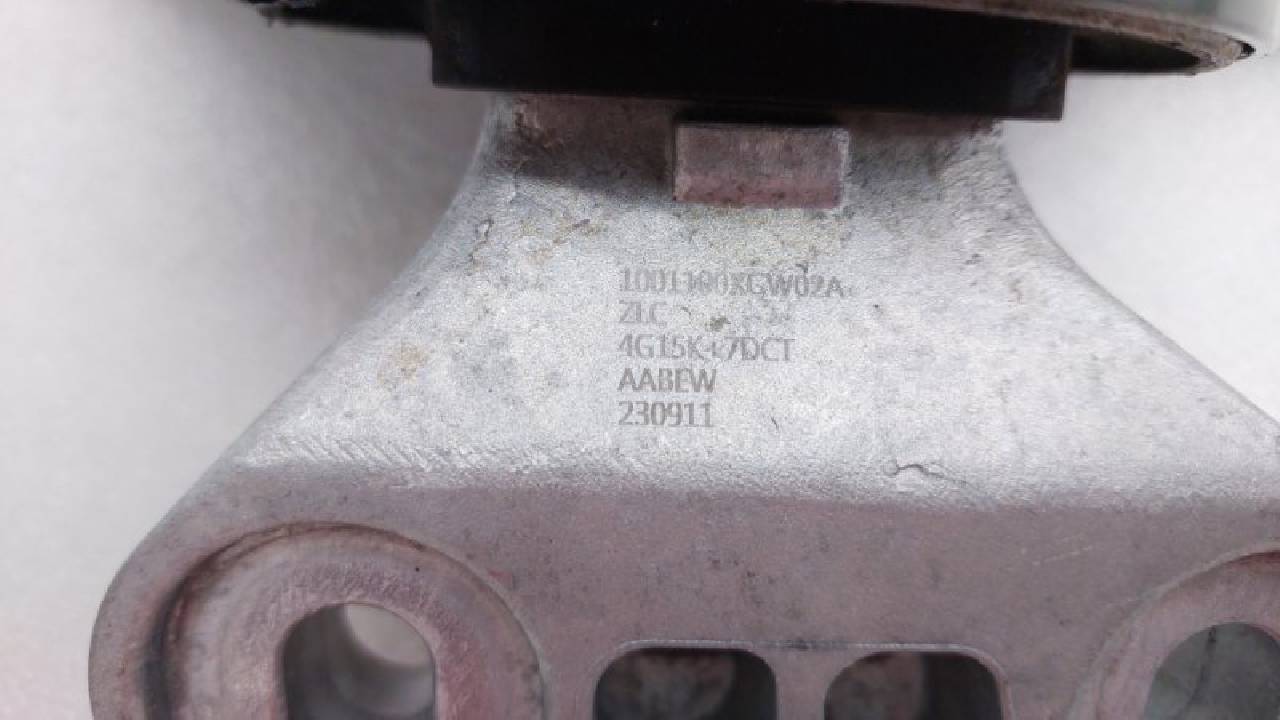 1001100XGW02A
ZLC
4G15K+7DCT
AABEW
230911